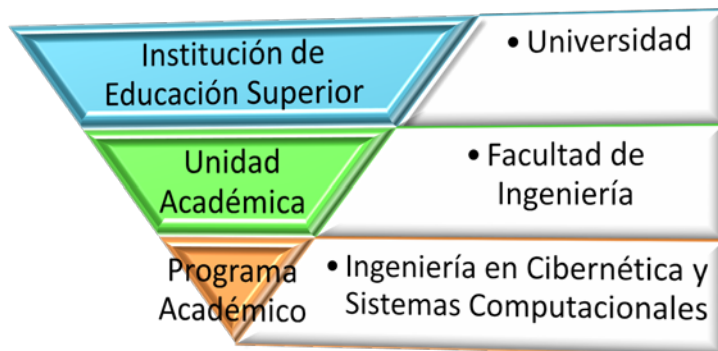 Institución de
Educación Superior
• Universidad
Unidad
Académica
• Facultad de
Ingeniería
Programa
Académico
• Ingeniería en Cibernética y
Sistemas Computacionales